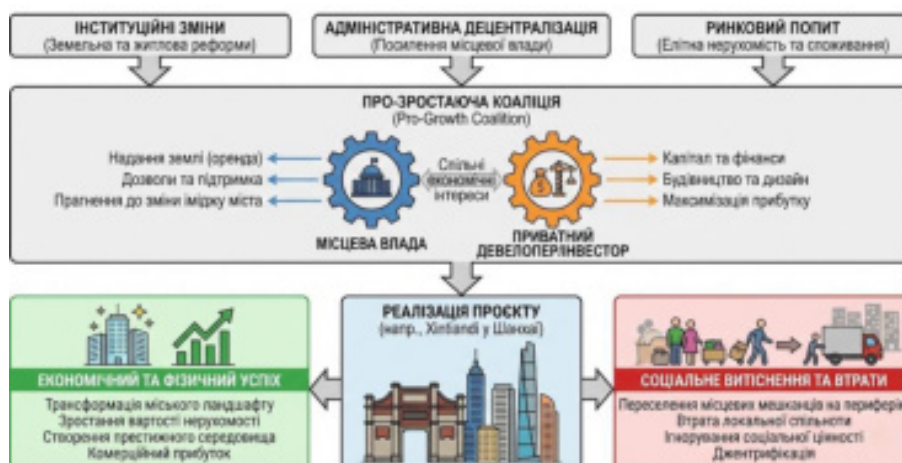 ІНСТИТУЦІЙНІ ЗМІНИ
(Земельна та житлова реформи)
АДМІНІСТРАТИВНА ДЕЦЕНТРАЛІЗАЦІЯ
(Посилення місцевої влади)
РИНКОВИЙ ПОПИТ
(Елітна нерухомість та споживання)
ПРО-ЗРОСТАЮЧА КОАЛІЦІЯ
(Pro-Growth Coalition)
Надання землі (оренда)
Дозволи та підтримка
Прагнення до зміни іміджу міста
Спільні
економічні
інтереси
Капітал та фінанси
Будівництво та дизайн
Максимізація прибутку
МІСЦЕВА ВЛАДА
ПРИВАТНИЙ
ДЕВЕЛОПЕР/ІНВЕСТОР
ЕКОНОМІЧНИЙ ТА ФІЗИЧНИЙ УСПІХ
Трансформація міського ландшафту
Зростання вартості нерухомості
Створення престижного середовища
Комерційний прибуток
РЕАЛІЗАЦІЯ ПРОЄКТУ
(напр., Xintiandi у Шанхаї)
СОЦІАЛЬНЕ ВИТІСНЕННЯ ТА ВТРАТИ
Переселення місцевих мешканців на периферію
Втрата локальної спільноти
Ігнорування соціальної цінності
Джентрифікація